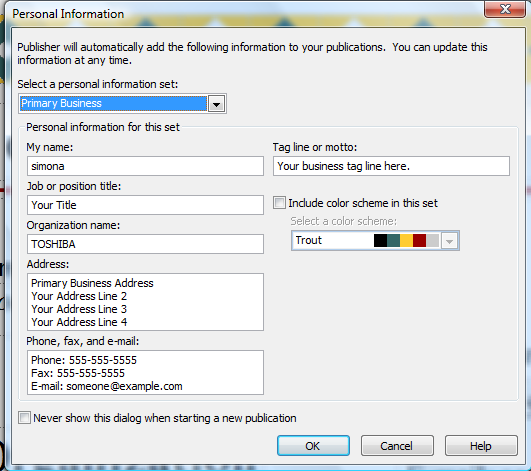 Personal Information
Publisher will automatically add the following information to your publications. You can update this
information at any time.
Select a personal information set:
Primary Business
Personal information for this set
My name:
simona
Job or position title:
Your Title
Organization name:
TOSHIBA
Address:
Primary Business Address
Your Address Line 2
Your Address Line 3
Your Address Line 4
Phone, fax, and e-mail:
Phone: 555-555-5555
Fax: 555-555-5555
E-mail: someone@example.com
Tag line or motto:
Your business tag line here.
Include color scheme in this set
Select a color scheme:
Trout
Never show this dialog when starting a new publication
OK
Cancel
Help